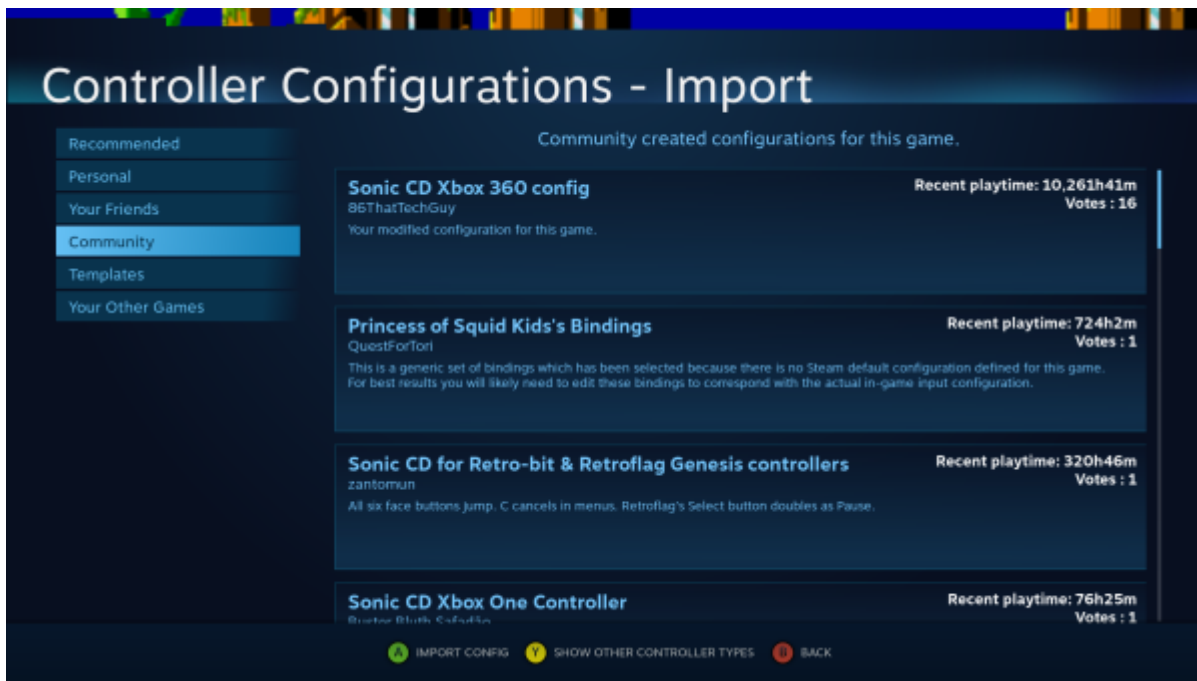 Controller Configurations - Import
Recommended
Personal
Your Friends
Community
Templates
Your Other Games
Community created configurations for this game.
Sonic CD Xbox 360 config
Recent playtime: 10,261h41m
86ThatTechGuy
Votes : 16
Your modified configuration for this game.
Princess of Squid Kids's Bindings
Recent playtime: 724h2m
QuestForTori
Votes : 1
This is a generic set of bindings which has been selected because there is no Steam default configuration defined for this game.
For best results you will likely need to edit these bindings to correspond with the actual in-game input configuration.
Sonic CD for Retro-bit & Retroflag Genesis controllers
Recent playtime: 320h46m
zantomun
Votes : 1
All six face buttons jump. C cancels in menus. Retroflag's Select button doubles as Pause.
Sonic CD Xbox One Controller
Recent playtime: 76h25m
Buster Bluth Safadão
Votes : 1
A IMPORT CONFIG Y SHOW OTHER CONTROLLER TYPES B BACK